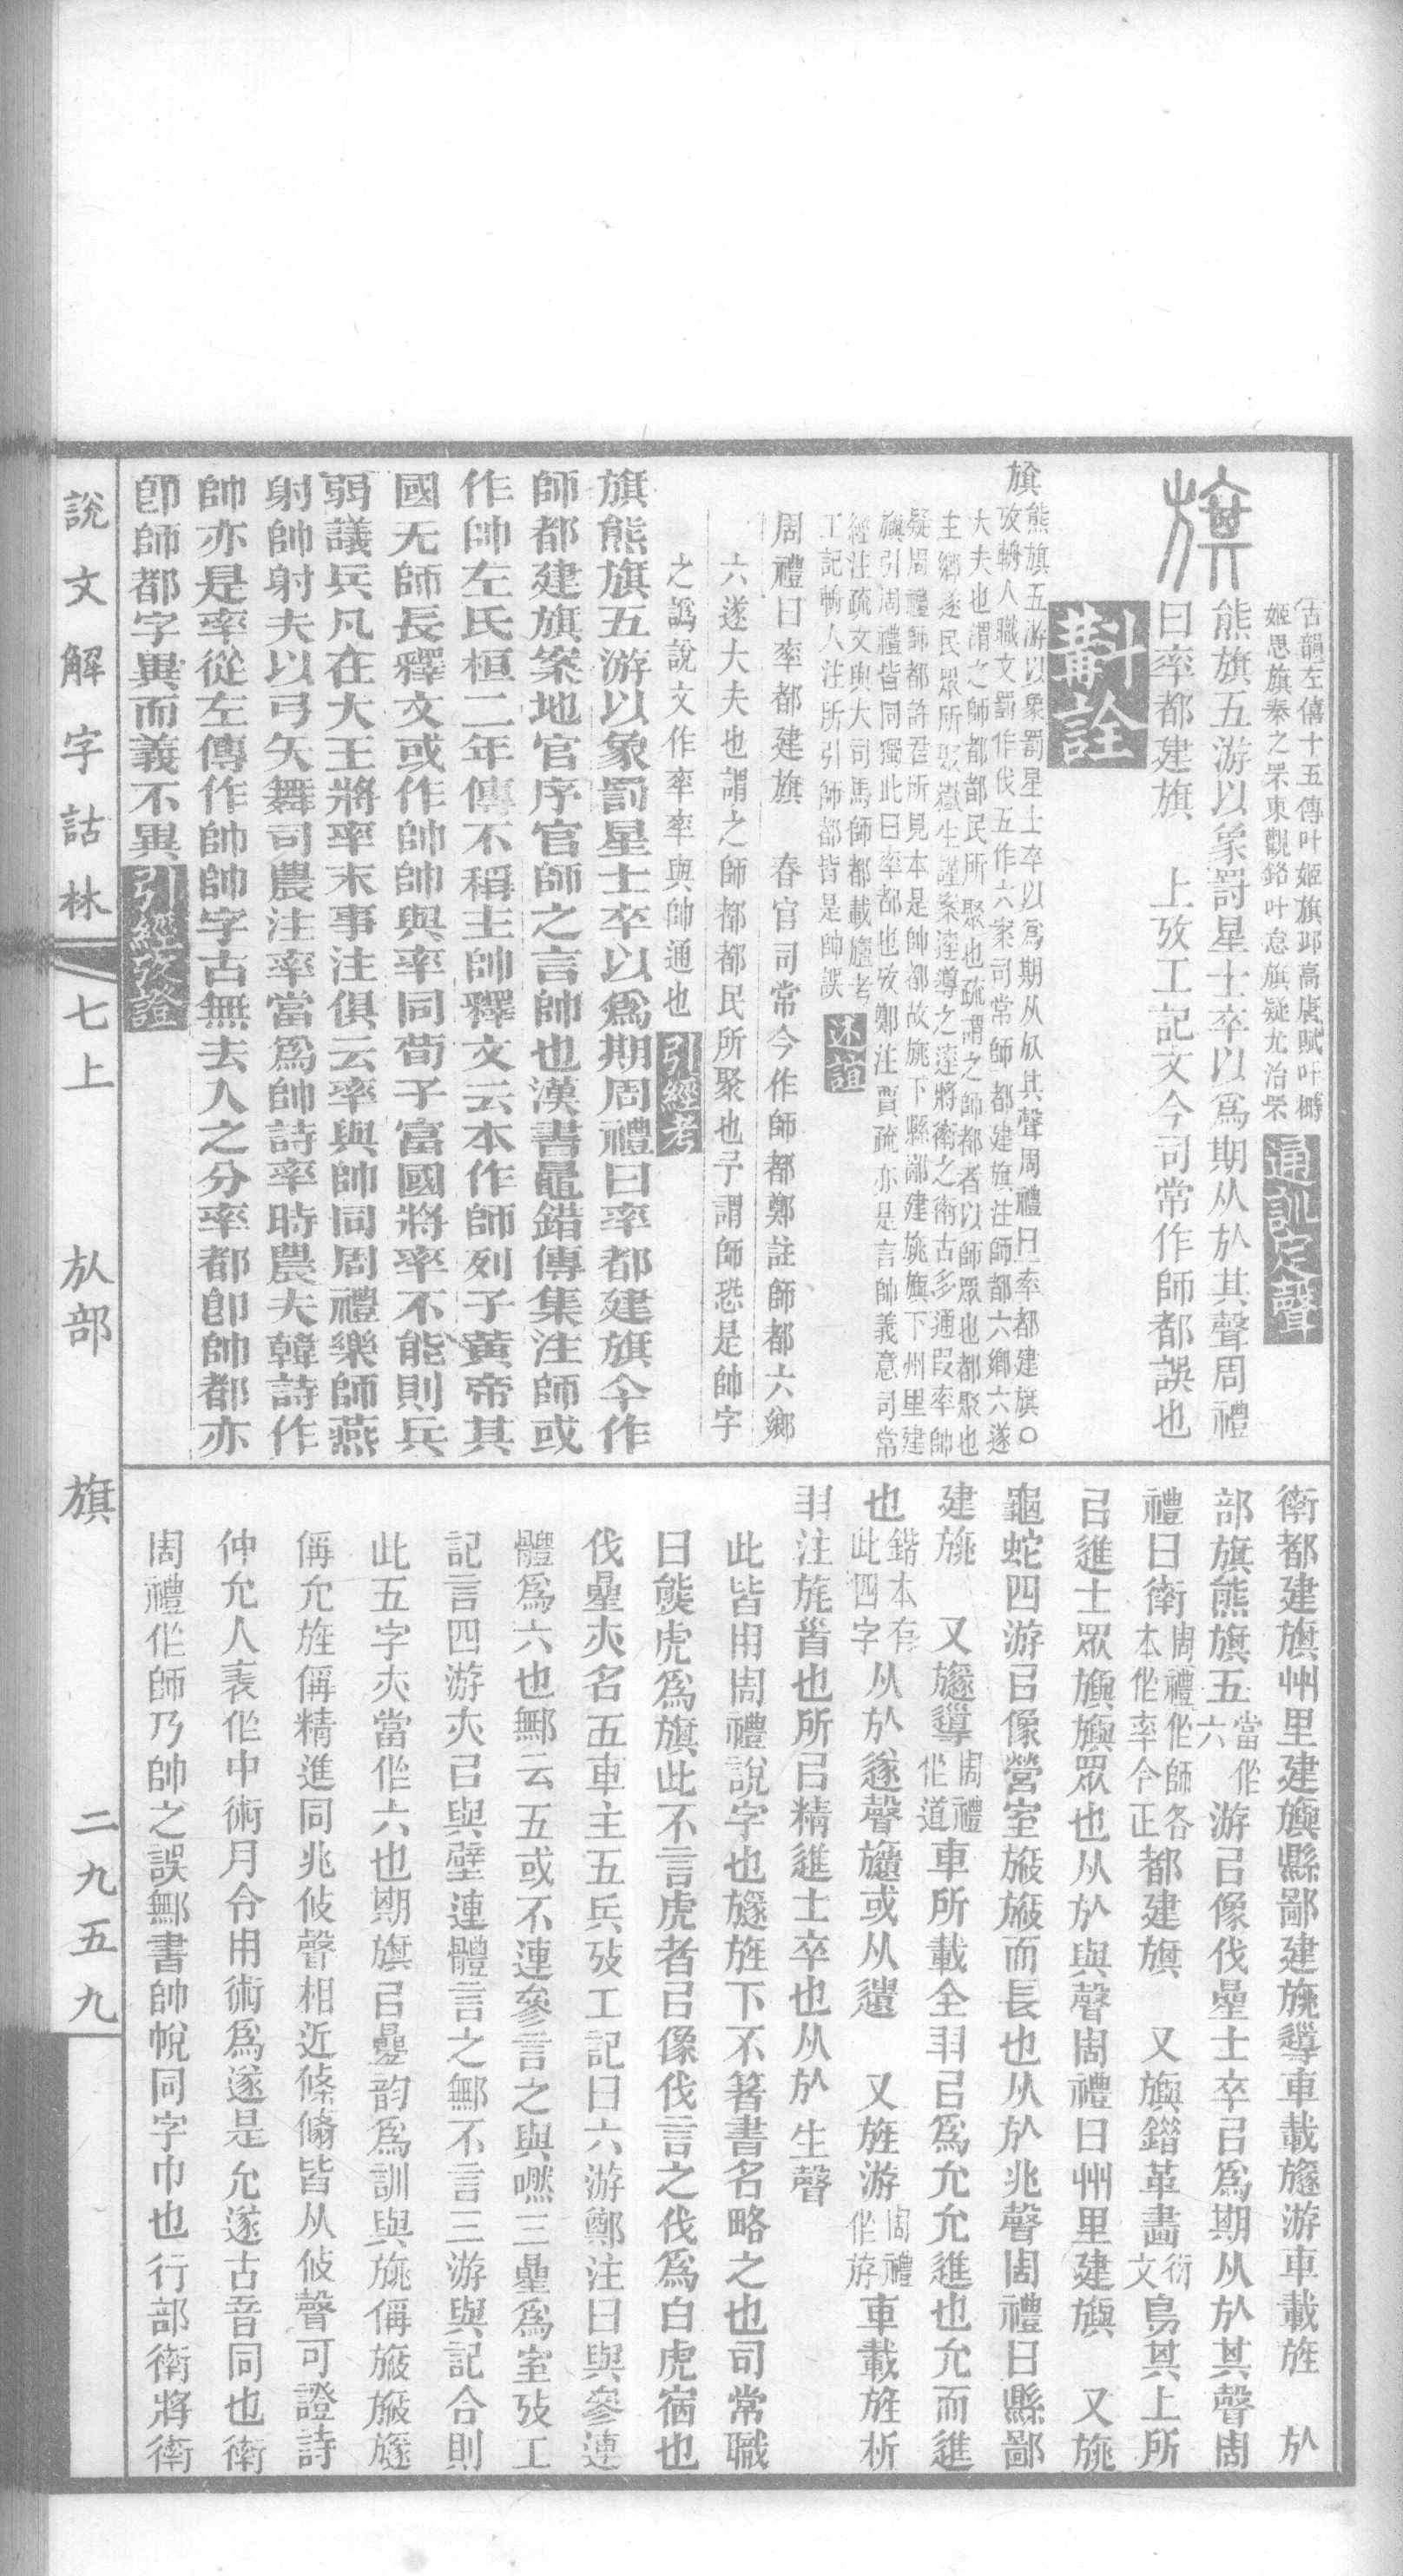 古韻左僖十五傳叶姬旗邱高唐賦叶榯
姬思旗秦之罘東觀銘叶怠旗疑尤治罘 通訓定聲
旗
熊旗五游以象罰星士卒以爲期从㫃其聲周禮
曰率都建旗 上攷工記文今司常作師都誤也
斠詮
旗熊旗五游以象罰星士卒以爲期从㫃其聲周禮曰率都建旗○
攷輈人職文罰作伐五作六案司常師都建旗注師都六鄉六遂
大夫也謂之師都都民所聚也疏謂之師都者以師眾也都聚也
主鄉遂民眾所聚嶽生謹案達導之達將衛之衛古多通叚率帥
疑周禮師都許君所見本是帥都故旐下縣鄙建旐旟下州里建
旟引周禮皆同獨此曰率都也攷鄭注賈疏亦是言帥義意司常
經注疏文與大司馬師都載旜考
工記輈人注所引師都皆是帥誤 述誼
周禮曰率都建旗 春官司常今作師都鄭註師都六鄉
六遂大夫也謂之師都都民所聚也予謂師恐是帥字
之譌說文作率率與帥通也 引經考
旗熊旗五游以象罰星士卒以爲期周禮曰率都建旗今作
師都建旗案地官序官師之言帥也漢書鼂錯傳集注師或
作帥左氏桓二年傳不稱主帥釋文云本作師列子黃帝其
國无師長釋文或作帥帥與率同荀子富國將率不能則兵
弱議兵凡在大王將率末事注俱云率與帥同周禮樂師燕
射帥射夫以弓矢舞司農注率當爲帥詩率時農夫韓詩作
帥亦是率從左傳作帥帥字古無去入之分率都卽帥都亦
卽師都字異而義不異 引經攷證
衛都建旗州里建旟縣鄙建旐導車載旞游車載旌 㫃
部旗熊旗五當作六游㠯像伐曐士卒㠯爲期从㫃其聲周
禮曰衛周禮作師各本作率今正都建旗 又旟錯革畫衍文鳥其上所
㠯進士眾旟旟眾也从㫃與聲周禮曰州里建旟 又旐
龜蛇四游㠯像營室旐旐而長也从㫃兆聲周禮曰縣鄙
建旐 又旞導周禮作道車所載全羽㠯爲允允進也允而進
也鍇本有此四字从㫃遂聲旞或从遺 又旌游周禮作斿車載旌析
羽注旄首也所㠯精進士卒也从㫃生聲
此皆用周禮說字也旞旌下不箸書名略之也司常職
曰熊虎爲旗此不言虎者㠯像伐言之伐爲白虎宿也
伐曐夾名五車主五兵攷工記曰六游鄭注曰與參連
體爲六也鄦云五或不連參言之與嘫三曐爲室攷工
記言四游夾㠯與壁連體言之鄦不言三游與記合則
此五字夾當作六也期旗㠯曡韵爲訓與旐偁旐旐旞
偁允旌偁精進同兆攸聲相近條脩皆从攸聲可證詩
仲允人表作中術月令用術爲遂是允遂古音同也衛
周禮作師乃帥之誤鄦書帥帨同字巾也行部衛將衛
說文解字詁林
七上
㫃部
旗
二九五九